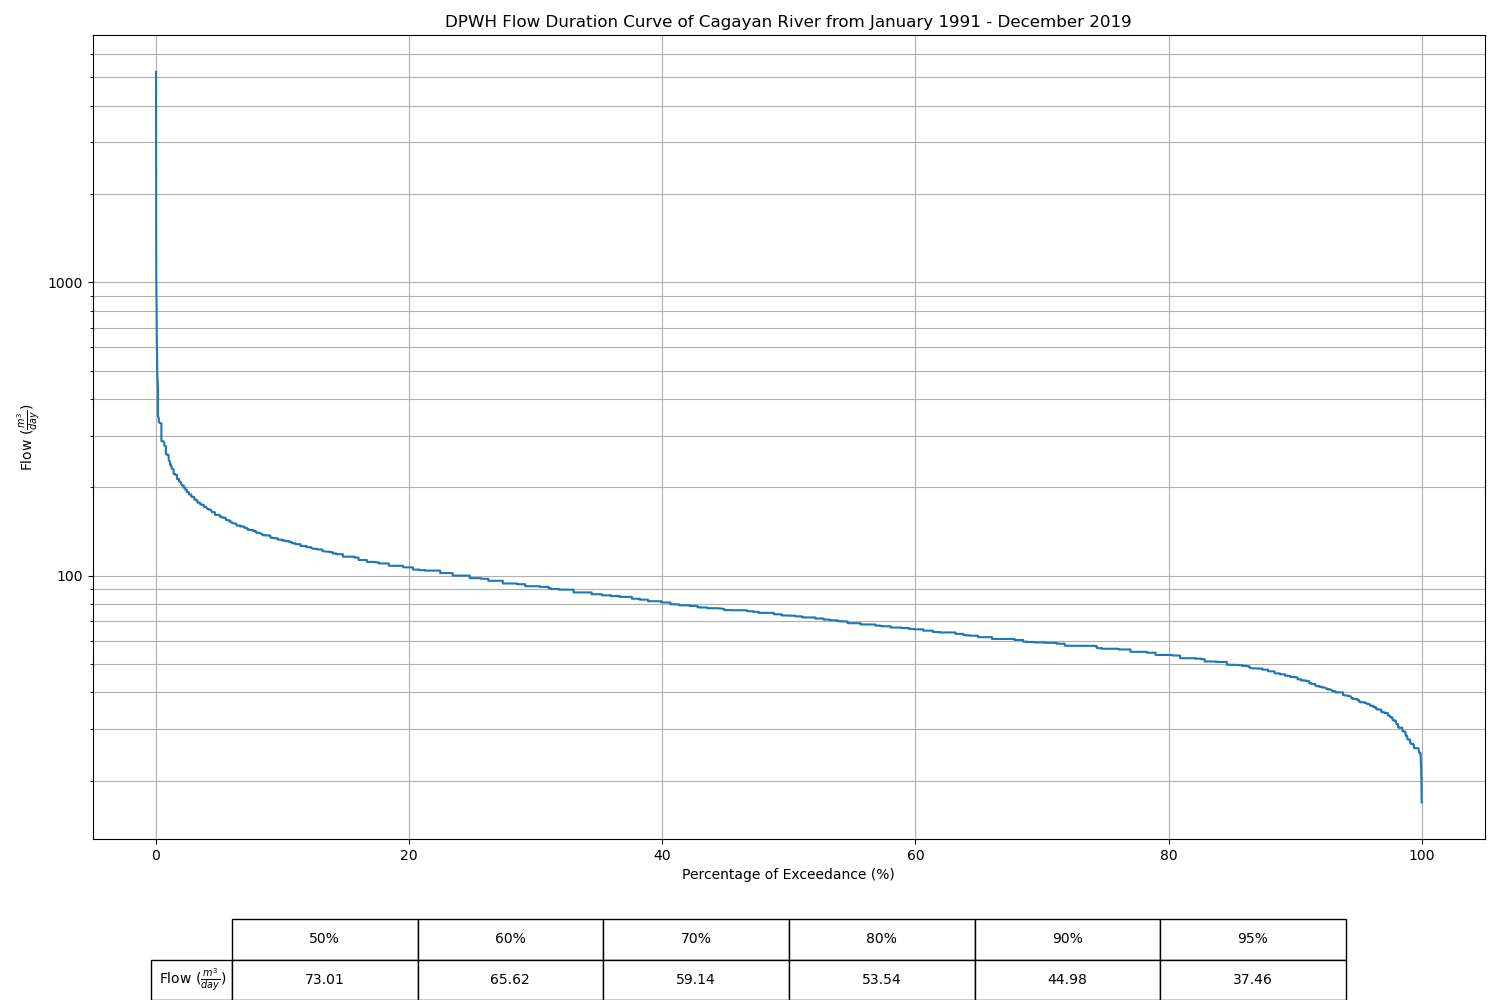 DPWH Flow Duration Curve of Cagayan River from January 1991 - December 2019
1000
100
Flow (m³/day)
0 20 40 60 80 100
Percentage of Exceedance (%)
50% 60% 70% 80% 90% 95%
Flow (m³/day) 73.01 65.62 59.14 53.54 44.98 37.46